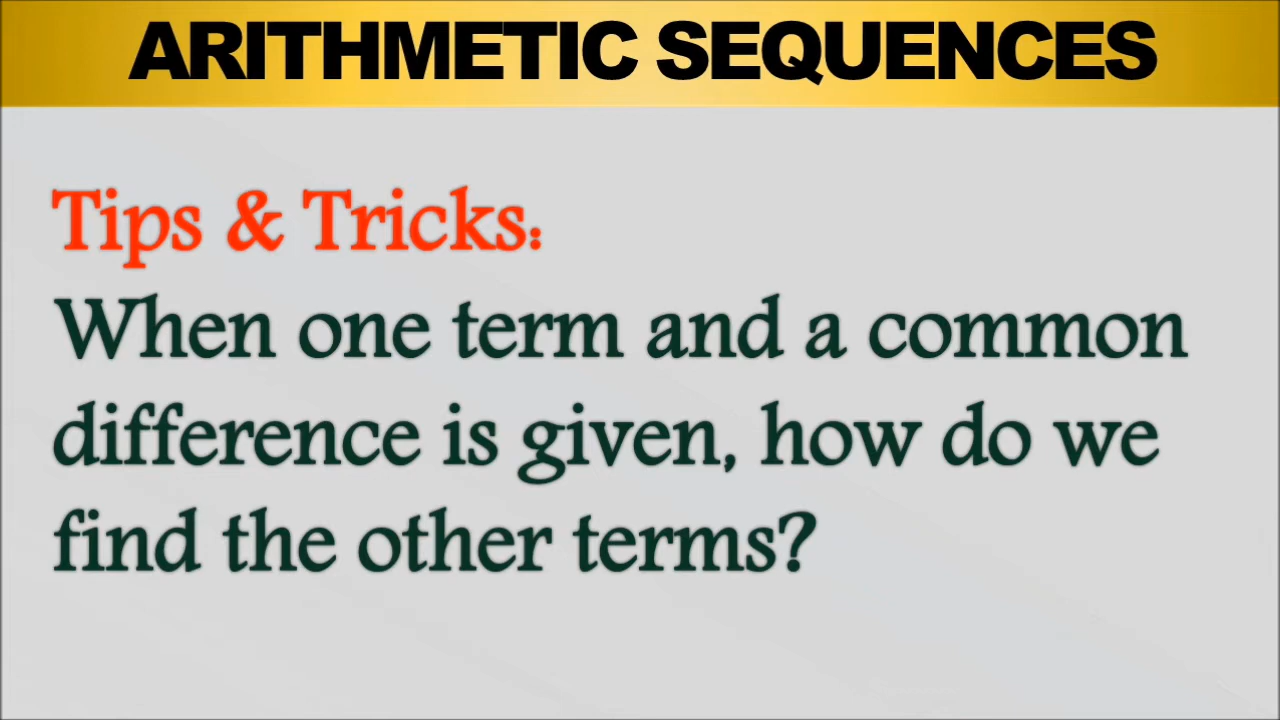 ARITHMETIC SEQUENCES
Tips & Tricks:
When one term and a common
difference is given, how do we
find the other terms?